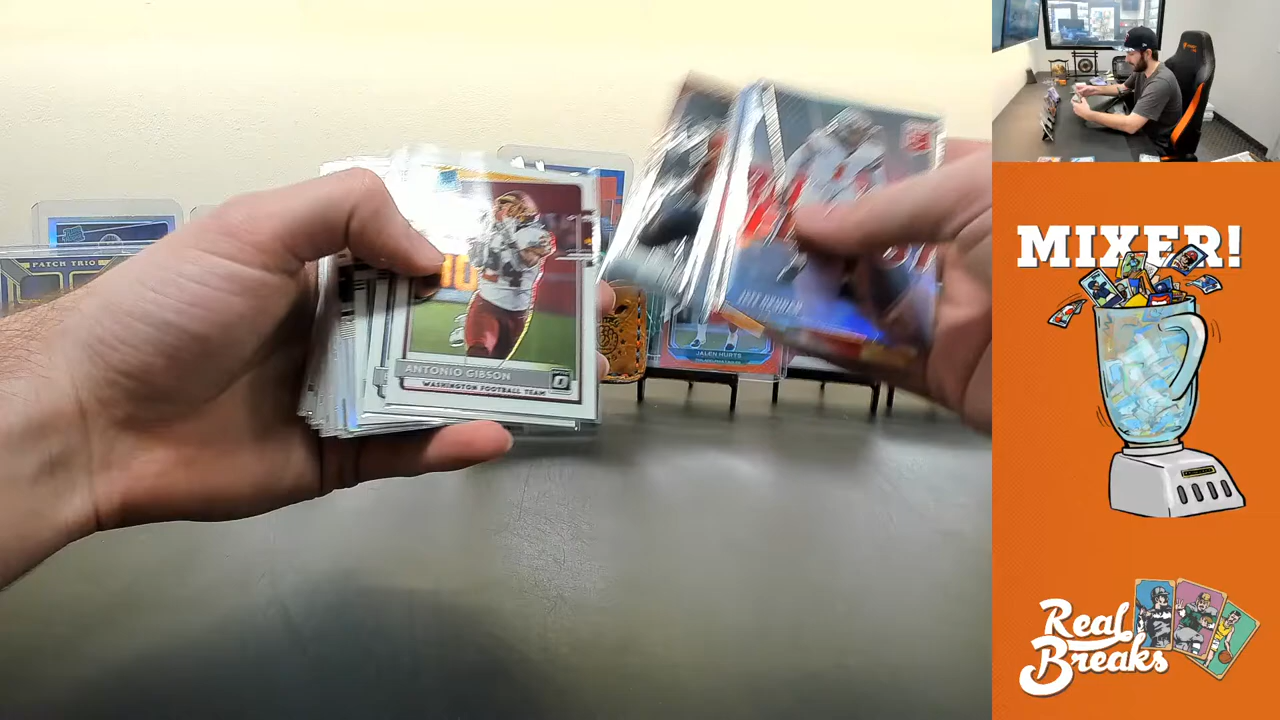 MIXER!
PATCH TRIO
ANTONIO GIBSON
WASHINGTON FOOTBALL TEAM
JALEN HURTS
Real
Breaks